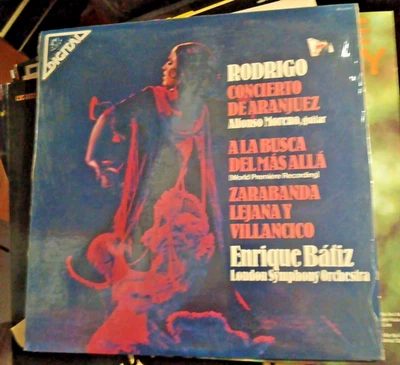 DIGITAL
RODRIGO
CONCIERTO
DE ARANJUEZ
Alfonso Moreno, guitar
A LA BUSCA
DEL MÁS ALLÁ
(World Première Recording)
ZARABANDA
LEJANA Y
VILLANCICO
Enrique Bátiz
London Symphony Orchestra